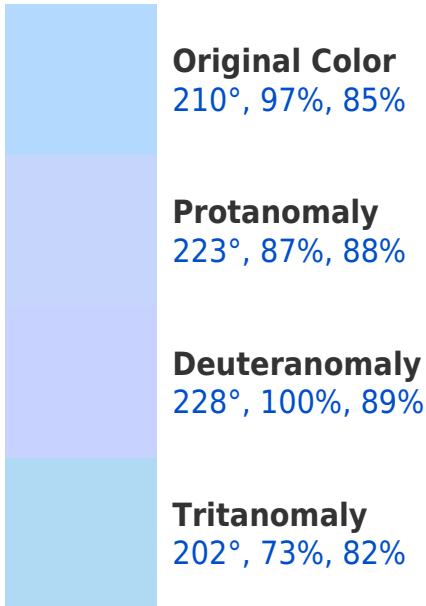 Original Color
210°, 97%, 85%
Protanomaly
223°, 87%, 88%
Deuteranomaly
228°, 100%, 89%
Tritanomaly
202°, 73%, 82%